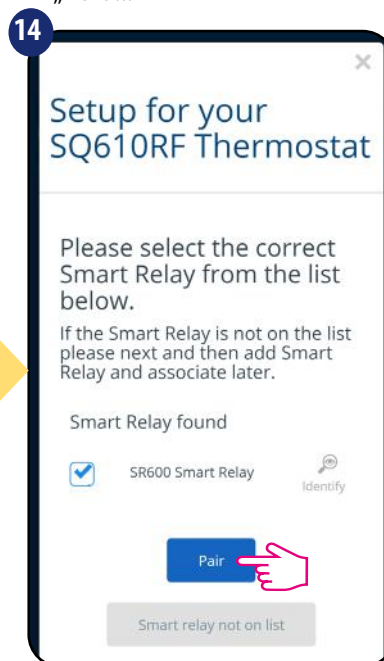 14
Setup for your
SQ610RF Thermostat
Please select the correct
Smart Relay from the list
below.
If the Smart Relay is not on the list
please next and then add Smart
Relay and associate later.
Smart Relay found
SR600 Smart Relay
Identify
Pair
Smart relay not on list